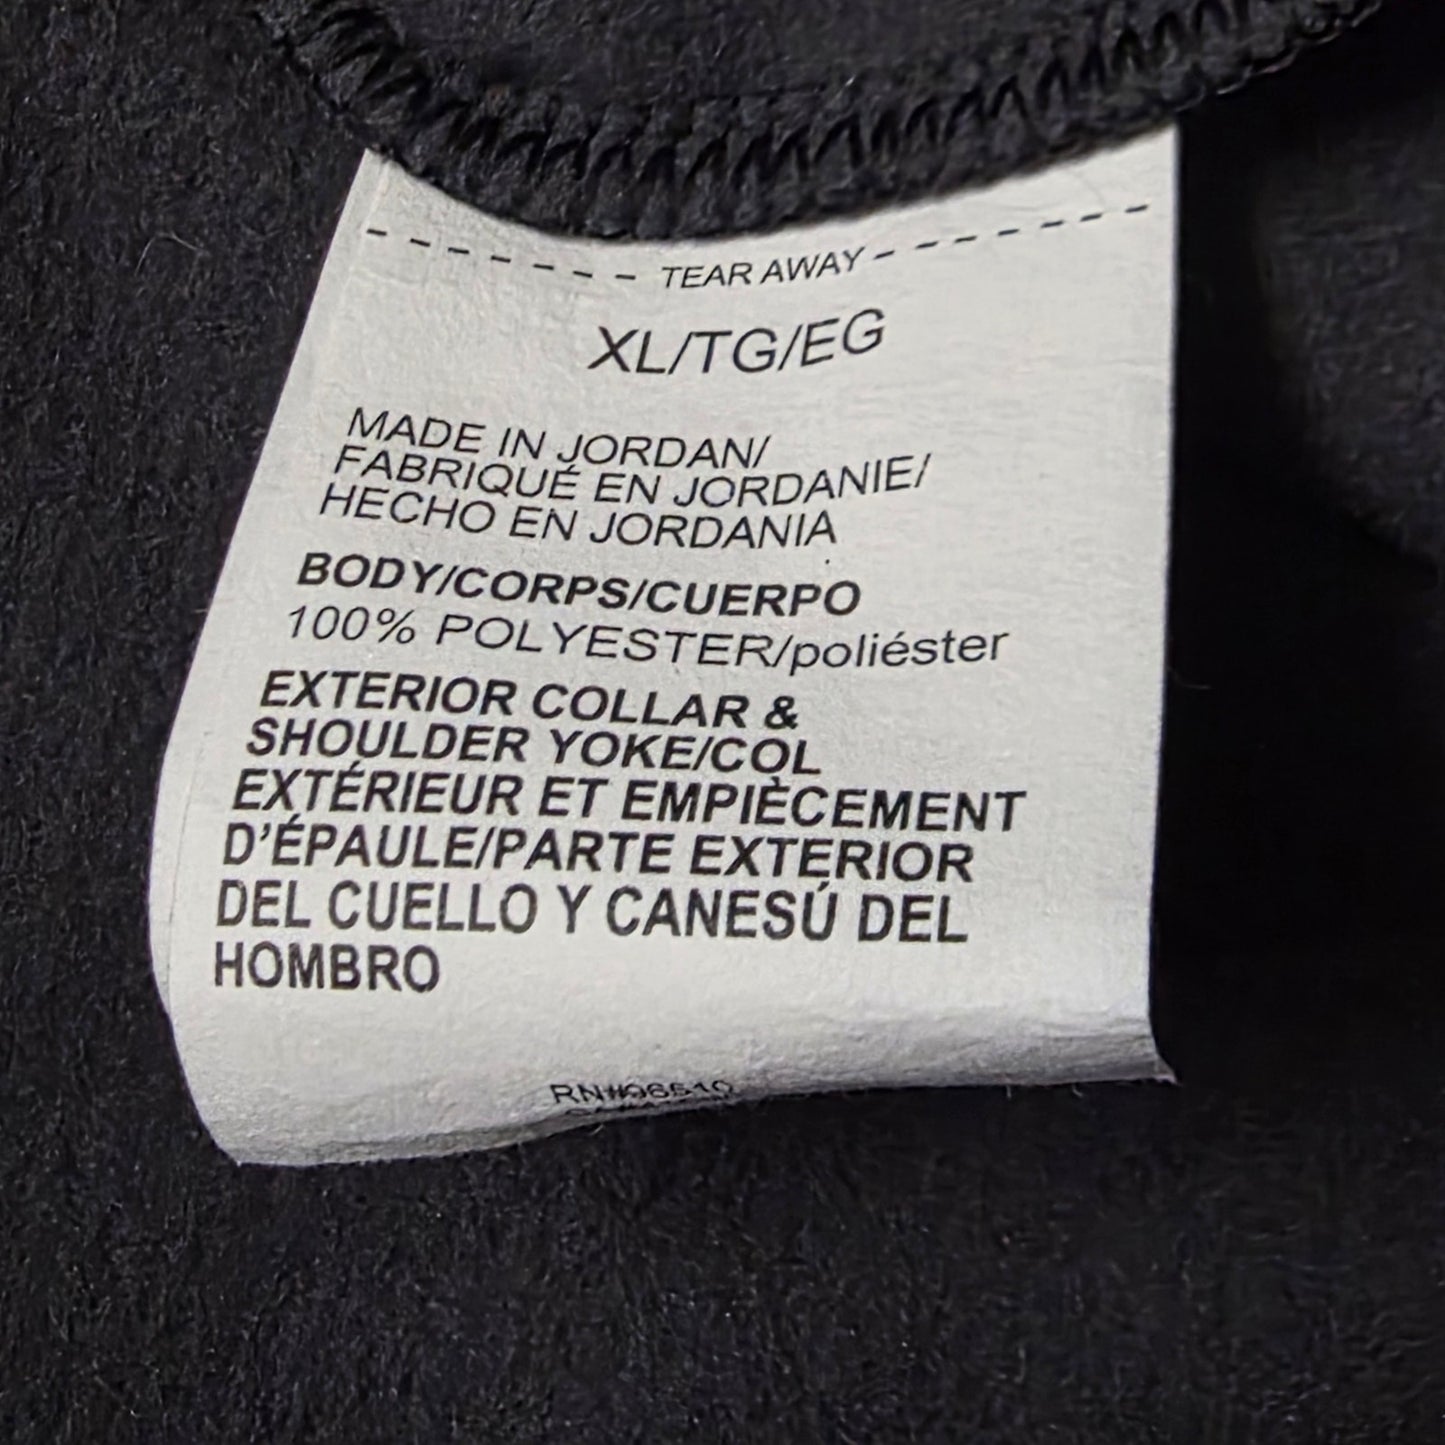 TEAR AWAY
XL/TG/EG
MADE IN JORDAN/
FABRIQUÉ EN JORDANIE/
HECHO EN JORDANIA
BODY/CORPS/CUERPO
100% POLYESTER/poliéster
EXTERIOR COLLAR &
SHOULDER YOKE/COL
EXTÉRIEUR ET EMPIÈCEMENT
D'ÉPAULE/PARTE EXTERIOR
DEL CUELLO Y CANESÚ DEL
HOMBRO